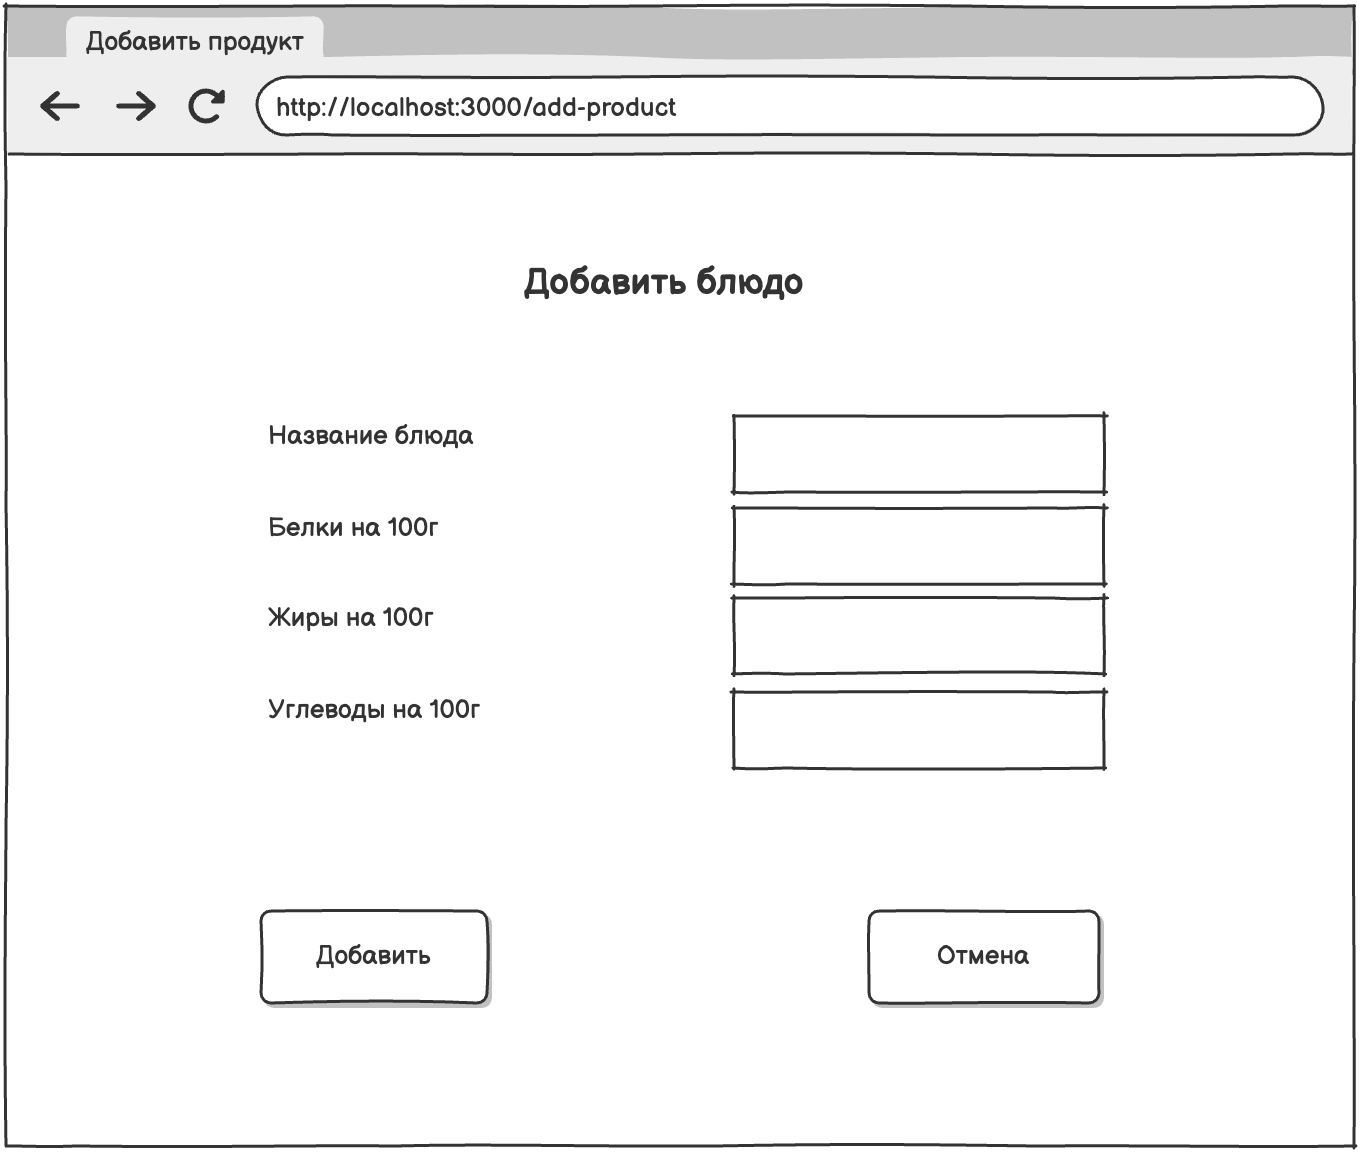 Добавить продукт
http://localhost:3000/add-product
Добавить блюдо
Название блюда
Белки на 100г
Жиры на 100г
Углеводы на 100г
Добавить
Отмена